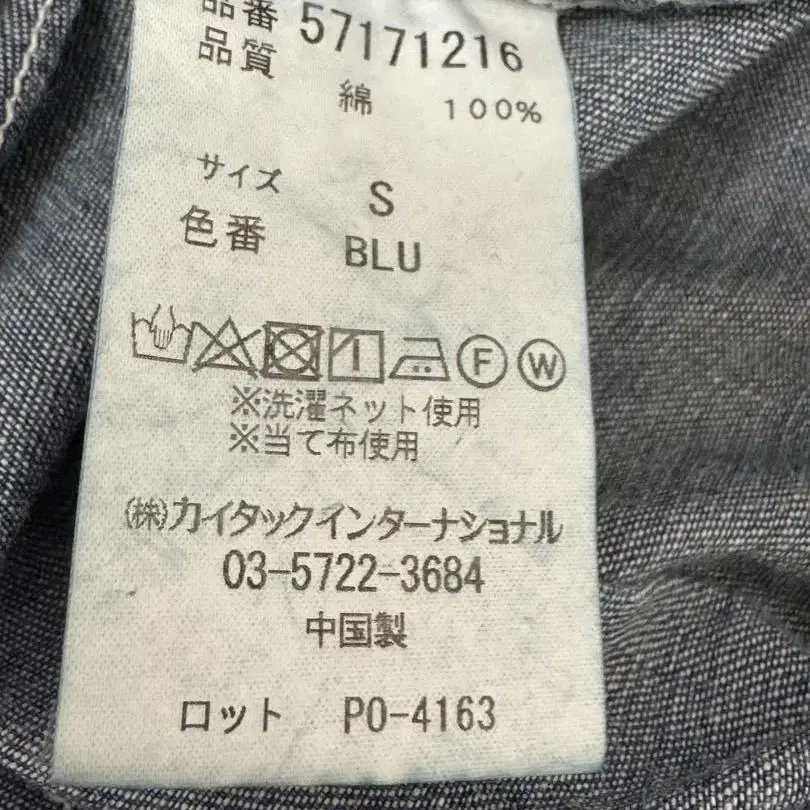 品番 57171216
品質
綿 100%
サイズ S
色番 BLU
F W
※洗濯ネット使用
※当て布使用
㈱カイタックインターナショナル
03-5722-3684
中国製
ロット PO-4163